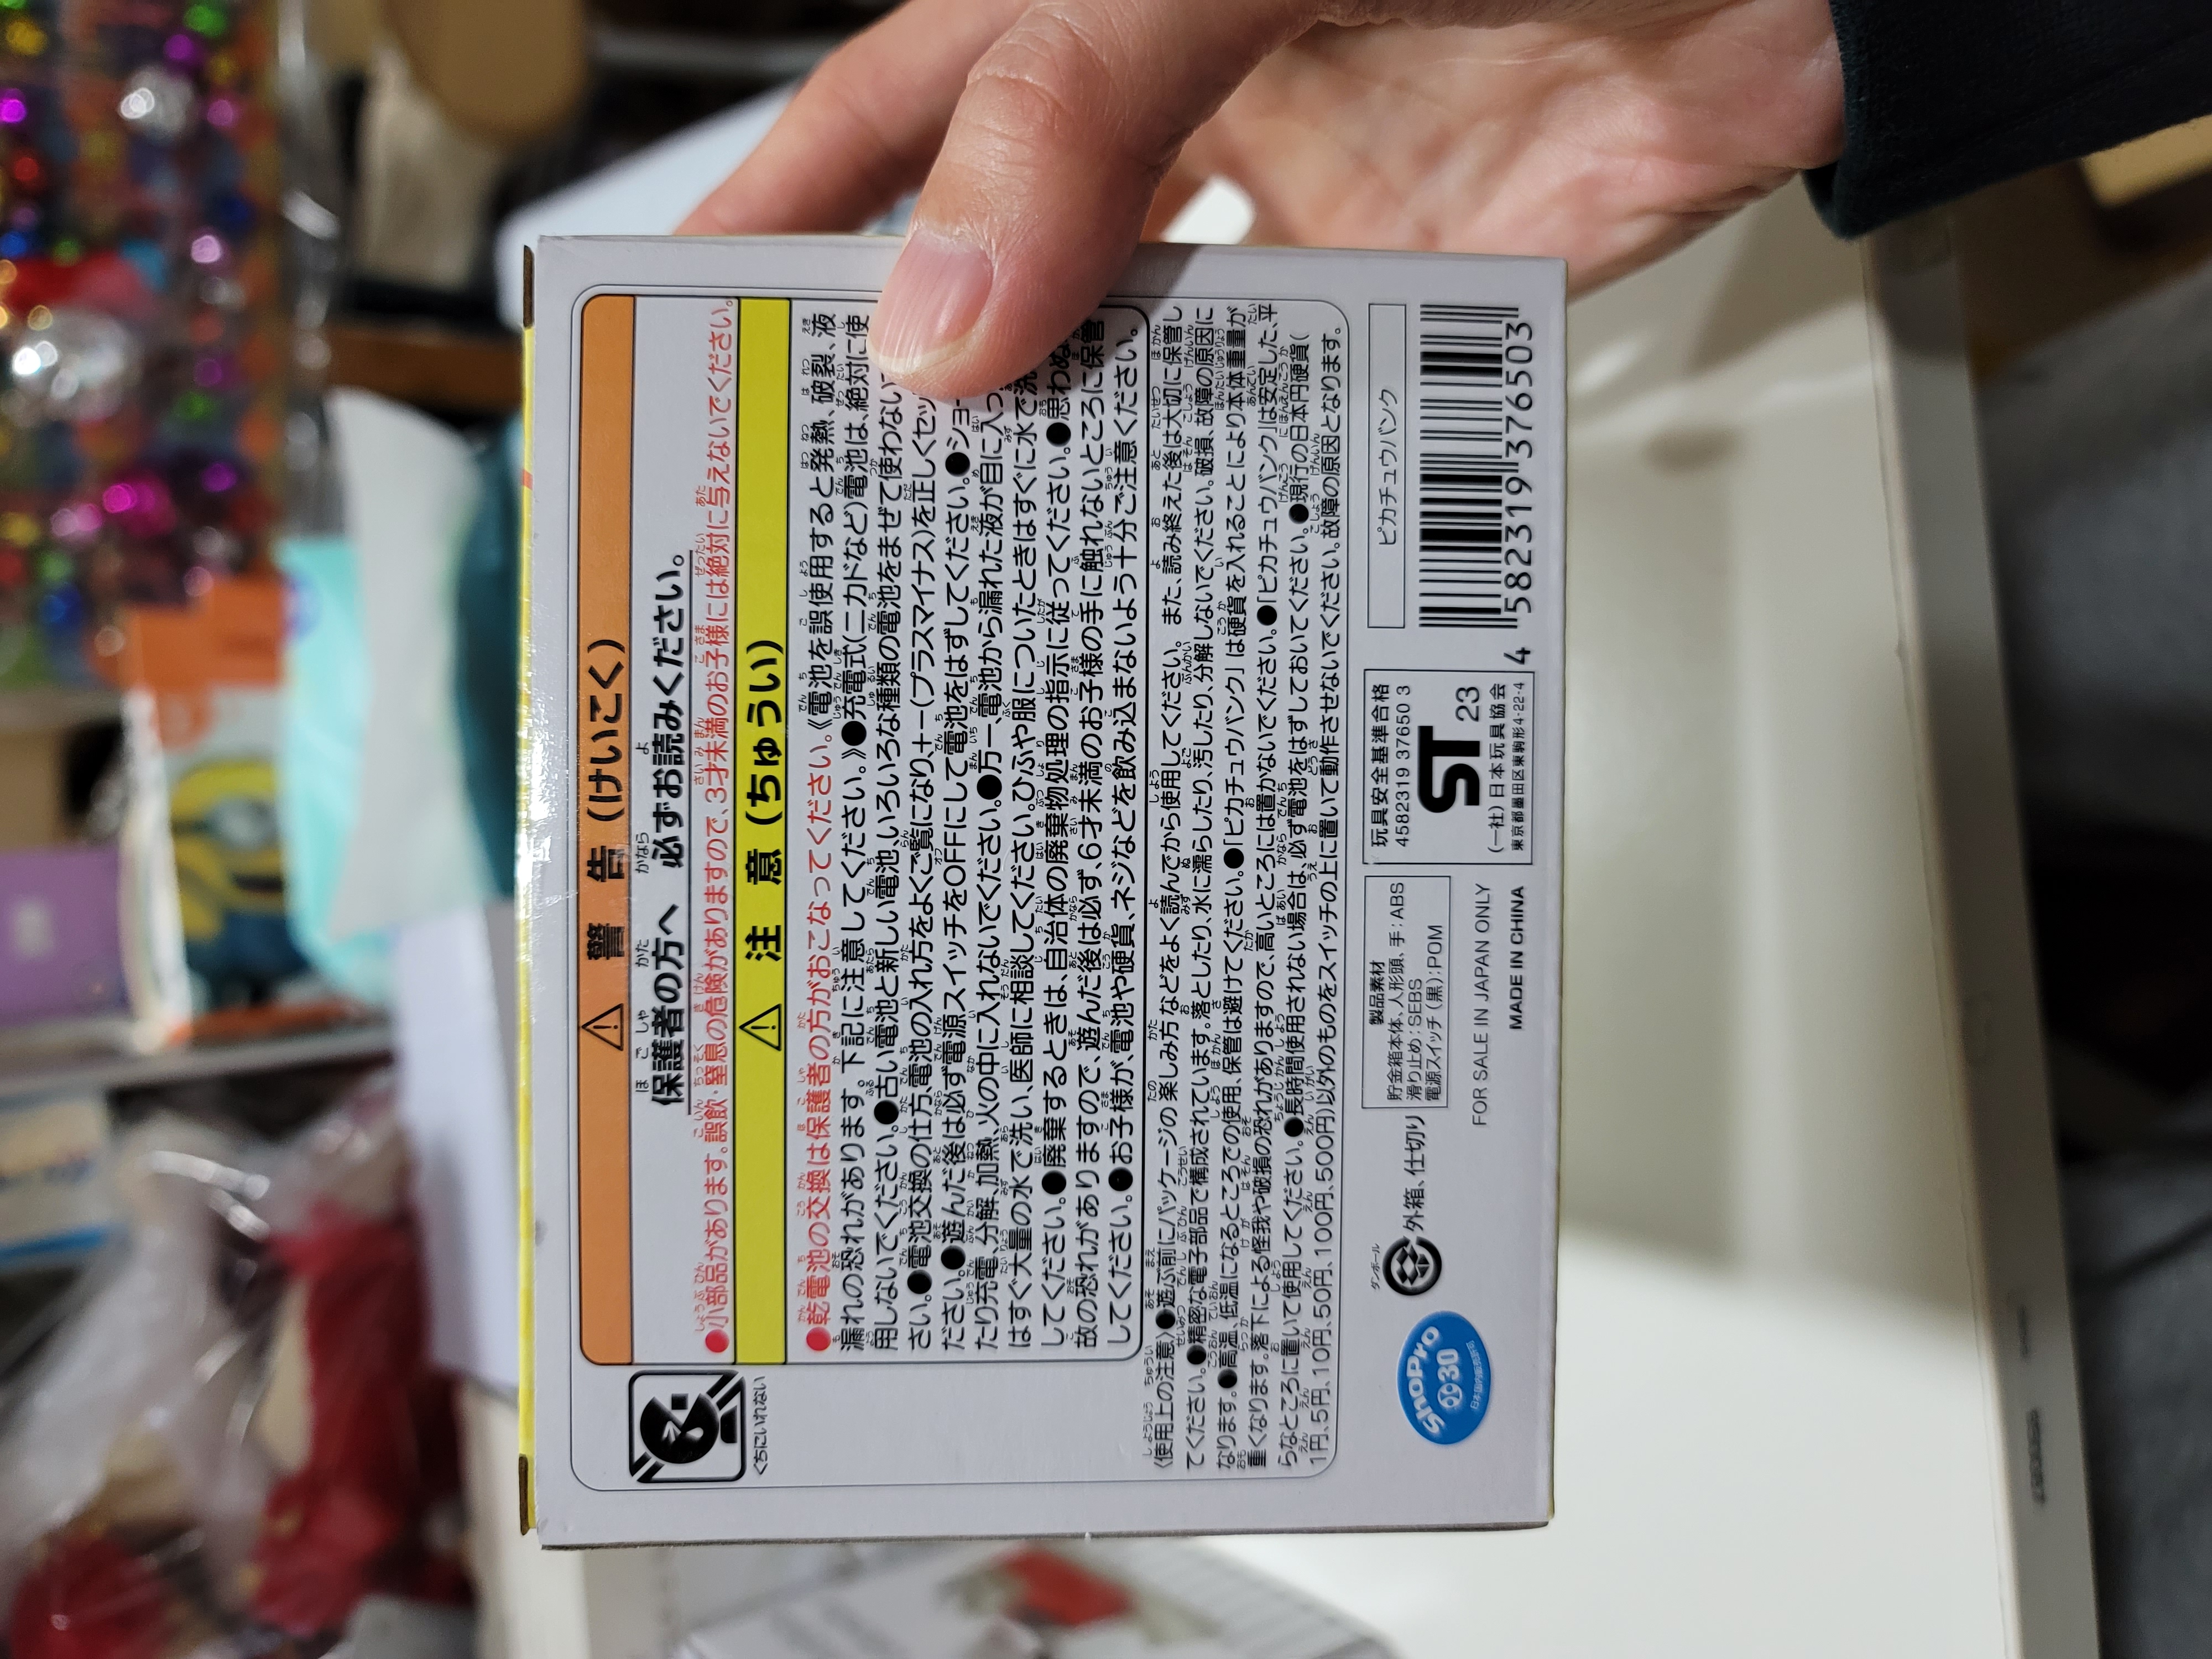 警告(けいこく)
保護者の方へ 必ずお読みください。
●小部品があります。誤飲・窒息の危険がありますので、3才未満のお子様には絶対に与えないでください。
注意(ちゅうい)
●乾電池の交換は保護者の方がおこなってください。《電池を誤使用すると発熱、破裂、液
漏れの恐れがあります。下記に注意してください。》●充電式(ニカドなど)電池は、絶対に使
用しないでください。●古い電池と新しい電池、いろいろな種類の電池をまぜて使わない
さい。●電池交換の仕方、電池の入れ方をよくご覧になり、+-(プラスマイナス)を正しくセッ
ださい。●遊んだ後は必ず電源スイッチをOFFにして電池をはずしてください。●ショー
たり充電、分解、加熱、火の中に入れないでください。●万一、電池から漏れた液が目に入っ
はすぐ大量の水で洗い、医師に相談してください。ひふや服についたときはすぐに水で洗
してください。●廃棄するときは、自治体の廃棄物処理の指示に従ってください。●思わぬ
故の恐れがありますので、遊んだ後は必ず、6才未満のお子様の手に触れないところに保管
してください。●お子様が、電池や硬貨、ネジなどを飲み込まないよう十分ご注意ください。
くちにいれない
〈使用上の注意〉●遊ぶ前にパッケージの楽しみ方などをよく読んでから使用してください。また、読み終えた後は大切に保管し
てください。●精密な電子部品で構成されています。落としたり、水に濡らしたり、汚したり、分解しないでください。破損、故障の原因に
なります。●高温、低温になるところでの使用、保管は避けてください。●「ピカチュウバンク」は硬貨を入れることにより本体重量が
重くなります。落下による怪我や破損の恐れがありますので、高いところには置かないでください。●「ピカチュウバンク」は安定した、平
らなところに置いて使用してください。●長時間使用されない場合は、必ず電池をはずしておいてください。●現行の日本円硬貨(
1円、5円、10円、50円、100円、500円)以外のものをスイッチの上に置いて動作させないでください。故障の原因となります。
ShoPro
30
ダンボール
外箱、仕切り
製品素材
貯金箱本体、人形頭、手:ABS
滑り止め:SEBS
電源スイッチ(黒):POM
FOR SALE IN JAPAN ONLY
MADE IN CHINA
玩具安全基準合格
4582319 37650 3
ST 23
(一社)日本玩具協会
東京都墨田区東駒形4-22-4
ピカチュウバンク
4 582319 376503